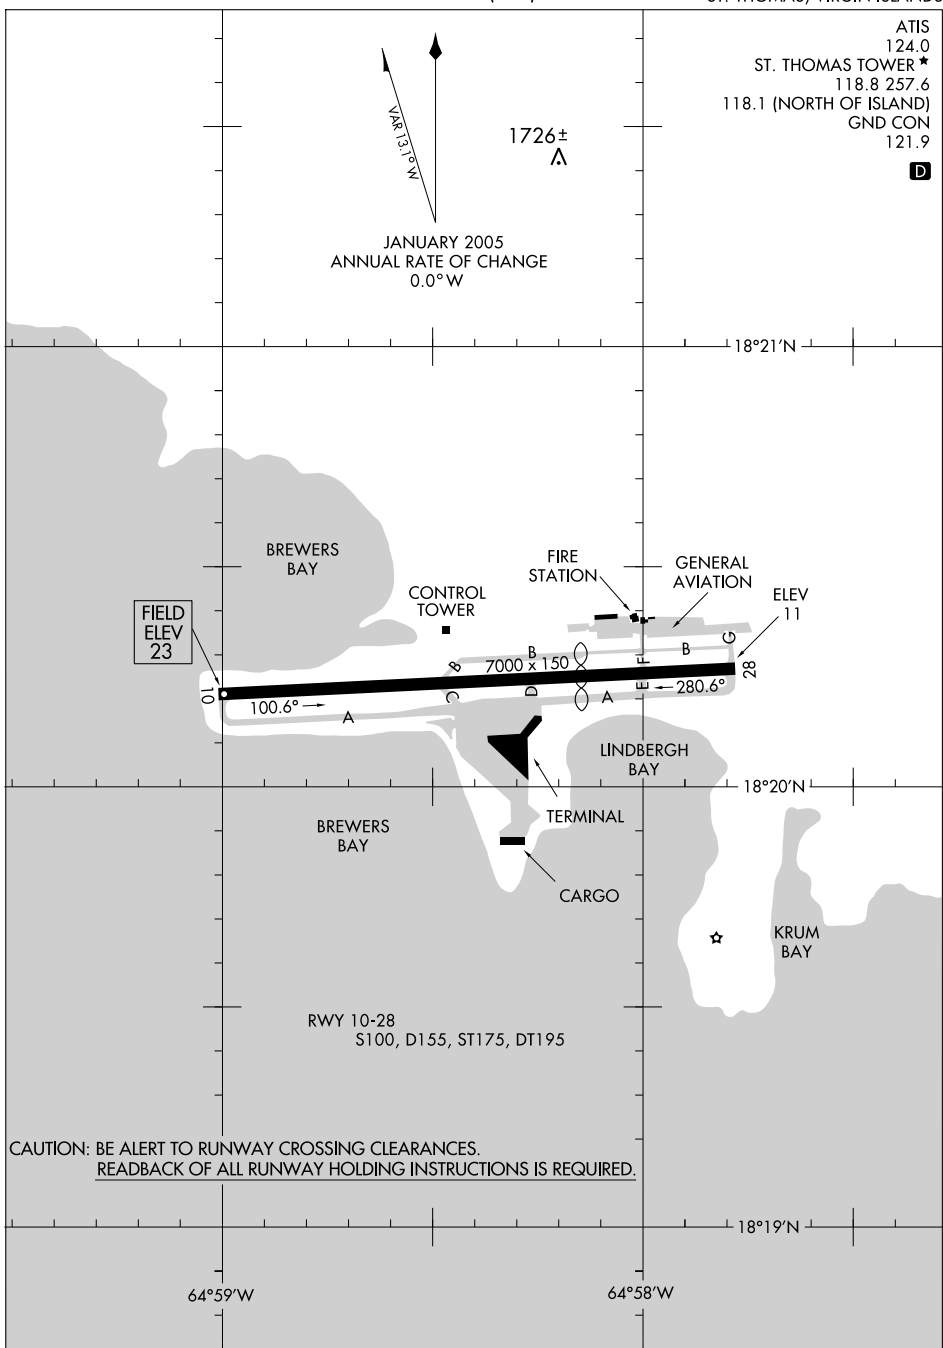 ATIS
124.0
ST. THOMAS TOWER
118.8 257.6
118.1 (NORTH OF ISLAND)
GND CON
121.9
D
VAR 13.1° W
1726±
JANUARY 2005
ANNUAL RATE OF CHANGE
0.0° W
18°21'N
BREWERS
BAY
FIRE
STATION
GENERAL
AVIATION
CONTROL
TOWER
ELEV
11
FIELD
ELEV
23
G
B
B
B
7000 x 150
F
28
10
100.6°
C
D
E
280.6°
A
A
LINDBERGH
BAY
18°20'N
TERMINAL
BREWERS
BAY
CARGO
KRUM
BAY
RWY 10-28
S100, D155, ST175, DT195
CAUTION: BE ALERT TO RUNWAY CROSSING CLEARANCES.
READBACK OF ALL RUNWAY HOLDING INSTRUCTIONS IS REQUIRED.
18°19'N
64°59'W
64°58'W